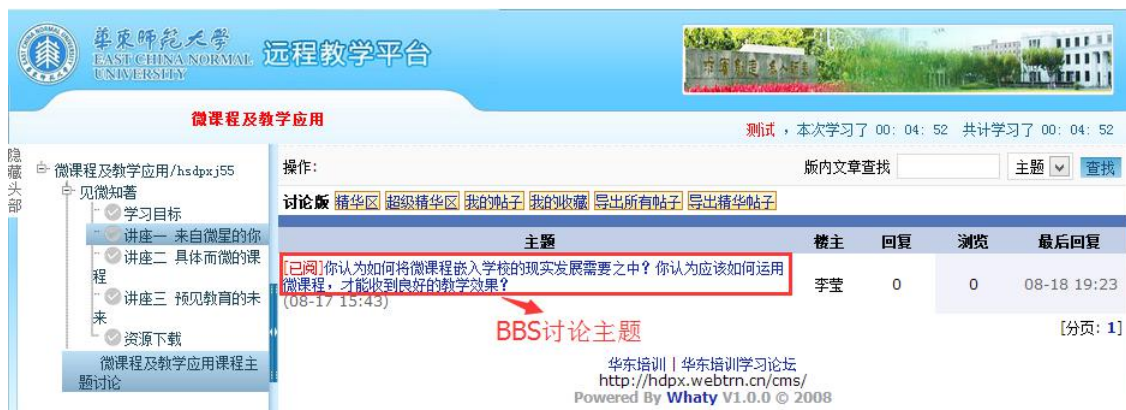 華東師範大學
EAST CHINA NORMAL
UNIVERSITY
远程教学平台
微课程及教学应用
测试 ，本次学习了 00: 04: 52 共计学习了 00: 04: 52
隐藏头部
微课程及教学应用/hsdpxj55
见微知著
学习目标
讲座一 来自微星的你
讲座二 具体而微的课
程
讲座三 预见教育的未
来
资源下载
微课程及教学应用课程主
题讨论
操作:
版内文章查找
主题
查找
讨论版 精华区 超级精华区 我的帖子 我的收藏 导出所有帖子 导出精华帖子
主题 楼主 回复 浏览 最后回复
[已阅]你认为如何将微课程嵌入学校的现实发展需要之中？你认为应该如何运用
微课程，才能收到良好的教学效果？
(08-17 15:43)
李莹 0 0 08-18 19:23
BBS讨论主题
[分页: 1]
华东培训 | 华东培训学习论坛
http://hdpx.webtrn.cn/cms/
Powered By Whaty V1.0.0 © 2008